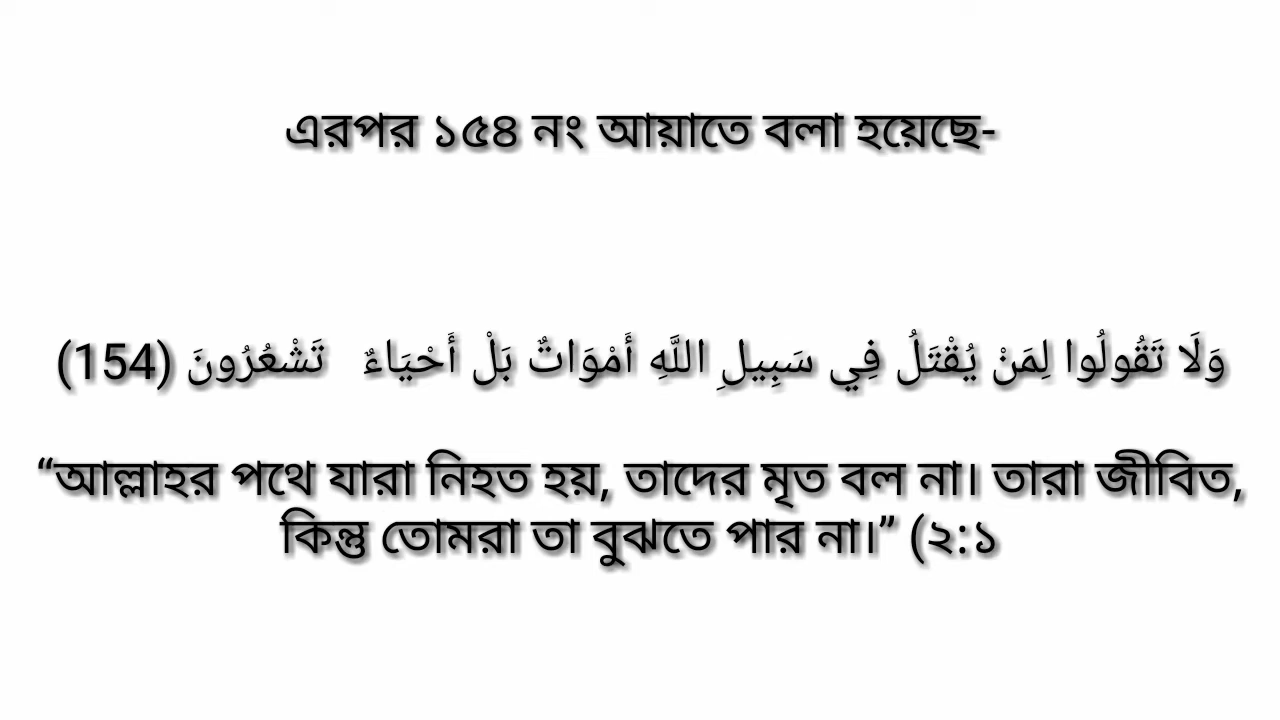 এরপর ১৫৪ নং আয়াতে বলা হয়েছে-
وَلَا تَقُولُوا لِمَنْ يُقْتَلُ فِي سَبِيلِ اللَّهِ أَمْوَاتٌ بَلْ أَحْيَاءٌ تَشْعُرُونَ (154)
“আল্লাহর পথে যারা নিহত হয়, তাদের মৃত বল না। তারা জীবিত,
কিন্তু তোমরা তা বুঝতে পার না।” (২:১